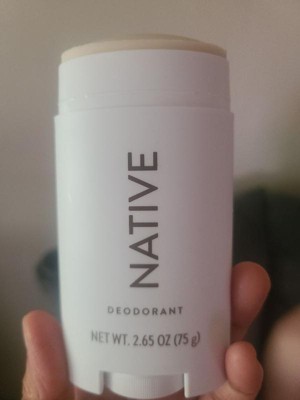 NATIVE
DEODORANT
NET WT. 2.65 OZ (75 g)